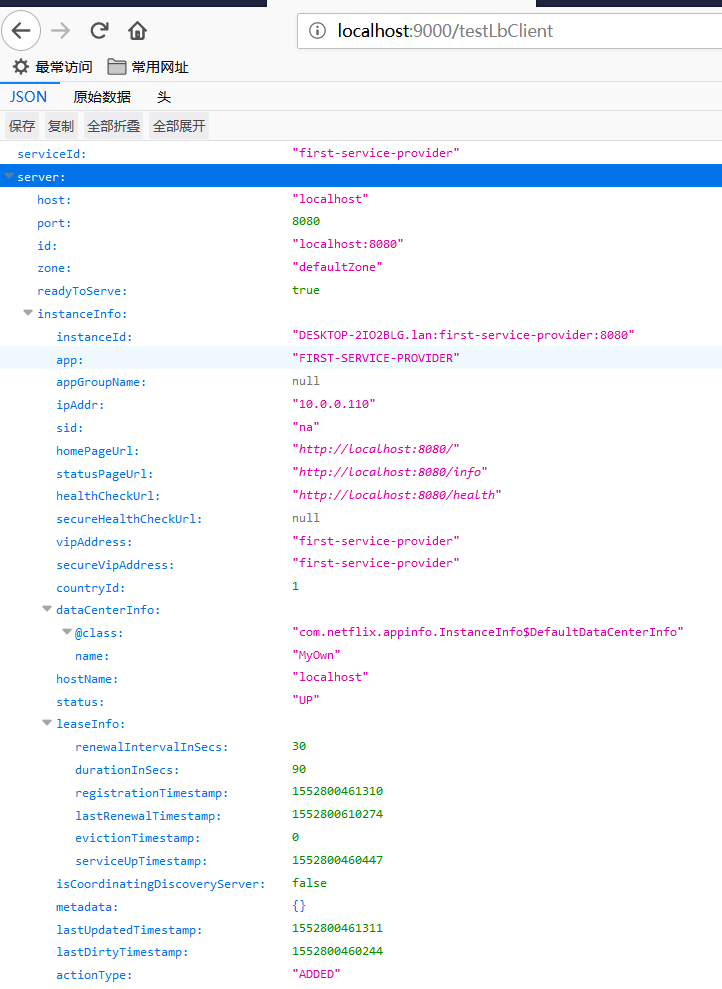 localhost:9000/testLbClient
最常访问 常用网址
JSON 原始数据 头
保存 复制 全部折叠 全部展开
serviceId: "first-service-provider"
server:
host: "localhost"
port: 8080
id: "localhost:8080"
zone: "defaultZone"
readyToServe: true
instanceInfo:
instanceId: "DESKTOP-2IO2BLG.lan:first-service-provider:8080"
app: "FIRST-SERVICE-PROVIDER"
appGroupName: null
ipAddr: "10.0.0.110"
sid: "na"
homePageUrl: "http://localhost:8080/"
statusPageUrl: "http://localhost:8080/info"
healthCheckUrl: "http://localhost:8080/health"
secureHealthCheckUrl: null
vipAddress: "first-service-provider"
secureVipAddress: "first-service-provider"
countryId: 1
dataCenterInfo:
@class: "com.netflix.appinfo.InstanceInfo$DefaultDataCenterInfo"
name: "MyOwn"
hostName: "localhost"
status: "UP"
leaseInfo:
renewalIntervalInSecs: 30
durationInSecs: 90
registrationTimestamp: 1552800461310
lastRenewalTimestamp: 1552800610274
evictionTimestamp: 0
serviceUpTimestamp: 1552800460447
isCoordinatingDiscoveryServer: false
metadata: {}
lastUpdatedTimestamp: 1552800461311
lastDirtyTimestamp: 1552800460244
actionType: "ADDED"